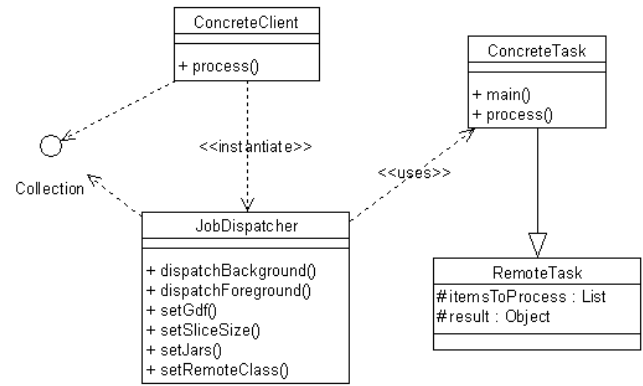 ConcreteClient
+ process()
ConcreteTask
+ main()
+ process()
<<instantiate>>
<<uses>>
Collection
JobDispatcher
+ dispatchBackground()
+ dispatchForeground()
+ setGdf()
+ setSliceSize()
+ setJars()
+ setRemoteClass()
RemoteTask
#itemsToProcess : List
#result : Object